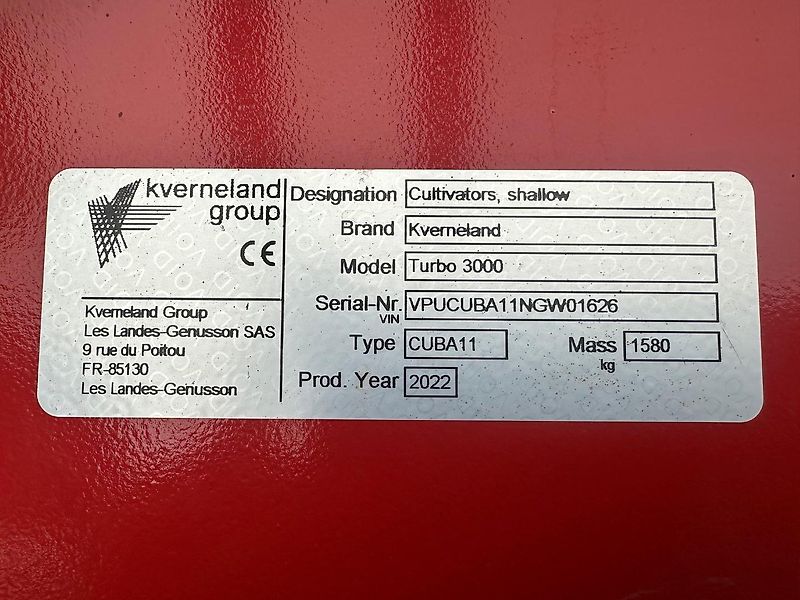 kverneland
group
CE
Kverneland Group
Les Landes-Genusson SAS
9 rue du Poitou
FR-85130
Les Landes-Genusson
Designation Cultivators, shallow
Brand Kverneland
Model Turbo 3000
Serial-Nr. VIN VPUCUBA11NGW01626
Type CUBA11 Mass kg 1580
Prod. Year 2022